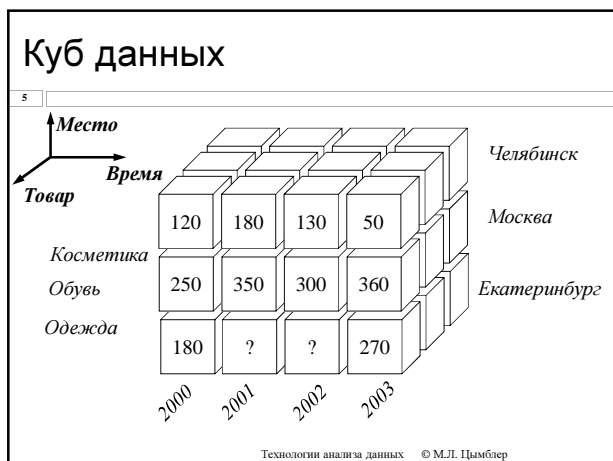 Куб данных
5
Место
Время
Товар
Челябинск
120 180 130 50
Москва
Косметика
250 350 300 360
Обувь
Екатеринбург
Одежда
180 ? ? 270
2000 2001 2002 2003
Технологии анализа данных © М.Л. Цымблер